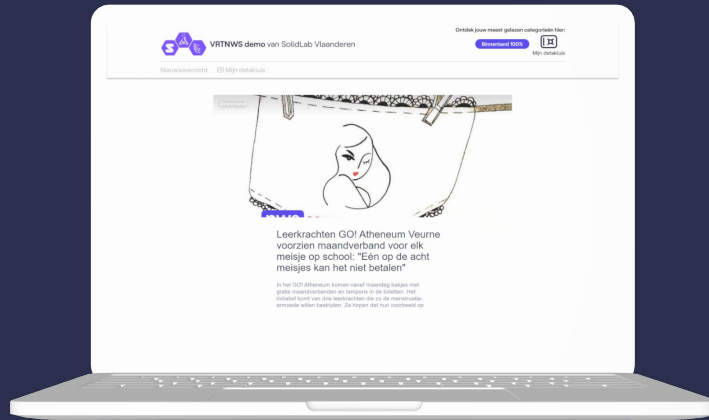 Ontdek jouw meest gelezen categorieën hier:
VRTNWS demo van SolidLab Vlaanderen
Binnenland 100%
Mijn datakluis
Nieuwsoverzicht
Mijn datakluis
Binnenland
Leerkrachten GO! Atheneum Veurne
voorzien maandverband voor elk
meisje op school: "Eén op de acht
meisjes kan het niet betalen"
In het GO! Atheneum komen vanaf maandag bakjes met
gratis maandverbanden en tampons in de toiletten. Het
initiatief komt van drie leerkrachten die zo de menstruatie-
armoede willen bestrijden. Ze hopen dat hun voorbeeld op